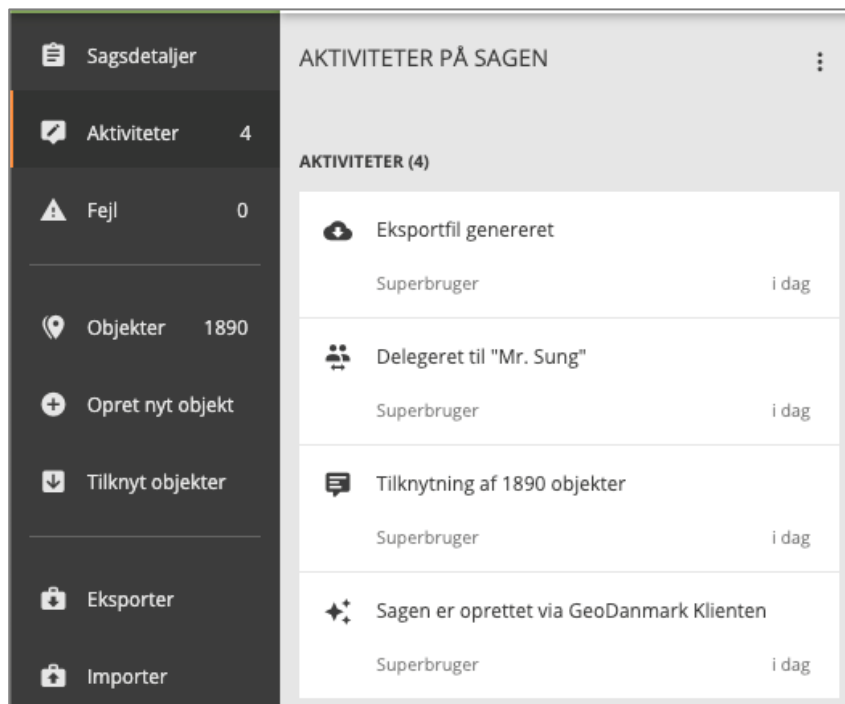 Sagsdetaljer
Aktiviteter 4
Fejl 0
Objekter 1890
Opret nyt objekt
Tilknyt objekter
Eksporter
Importer
AKTIVITETER PÅ SAGEN
AKTIVITETER (4)
Eksportfil genereret
Superbruger i dag
Delegeret til "Mr. Sung"
Superbruger i dag
Tilknytning af 1890 objekter
Superbruger i dag
Sagen er oprettet via GeoDanmark Klienten
Superbruger i dag